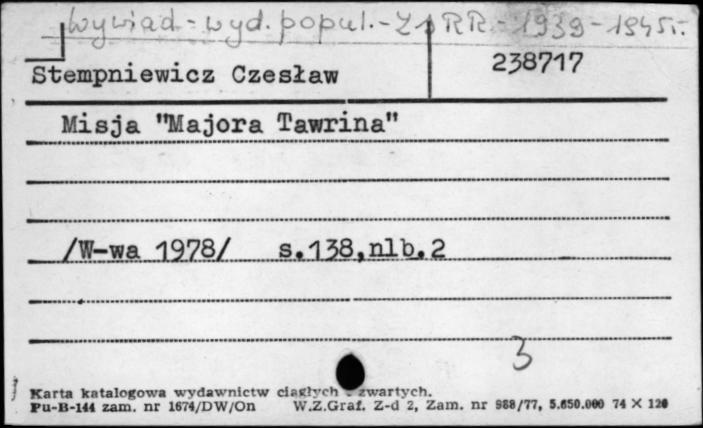 Wywiad - wyd. popul. - ZSRR - 1939-1945r.
Stempniewicz Czesław 238717
Misja "Majora Tawrina"
/W-wa 1978/ s.138,nlb.2
3
Karta katalogowa wydawnictw ciągłych zwartych.
Pu-B-144 zam. nr 1674/DW/On W.Z.Graf. Z-d 2, Zam. nr 988/77, 5.650.000 74 X 120